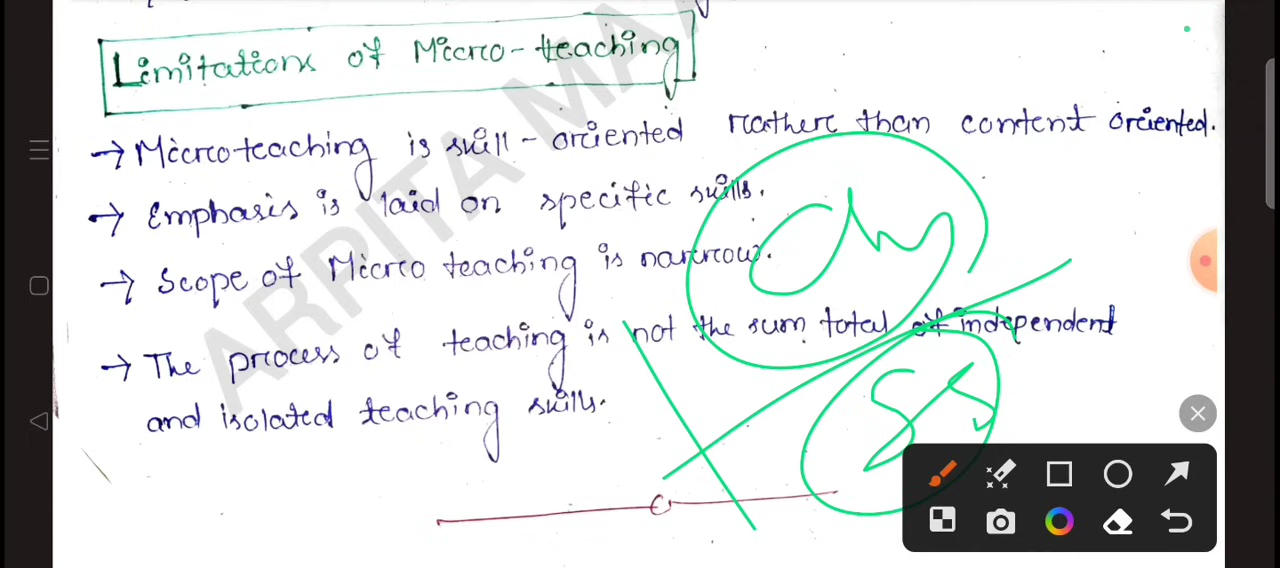 Limitations of Micro-teaching
→ Microteaching is skill-oriented rather than content oriented.
→ Emphasis is laid on specific skills.
→ Scope of Micro teaching is narrow.
→ The process of teaching is not the sum total of independent
and isolated teaching skills.
SS
ARPITA